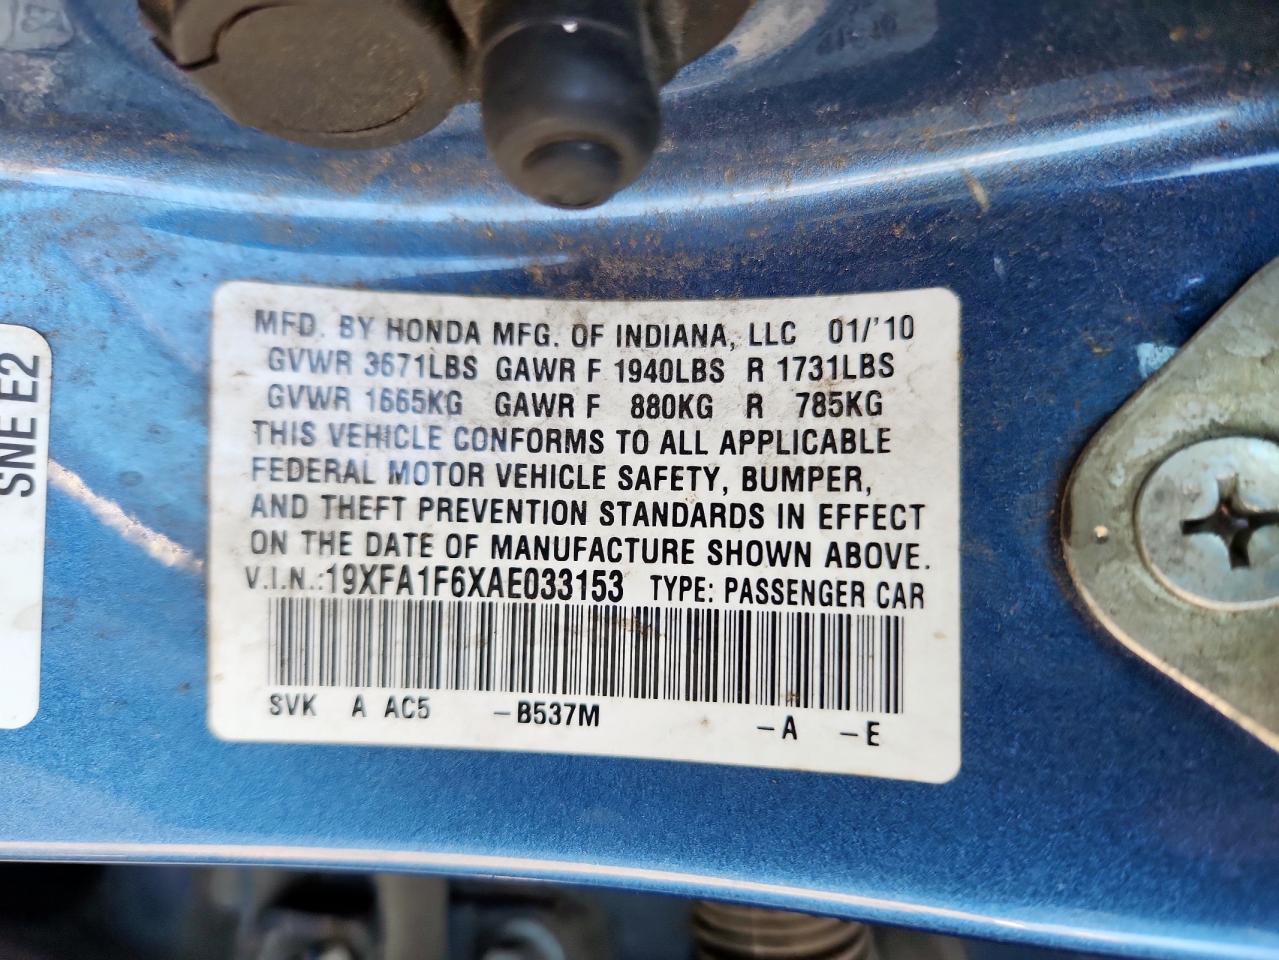 MFD. BY HONDA MFG. OF INDIANA, LLC 01/'10
GVWR 3671LBS GAWR F 1940LBS R 1731LBS
GVWR 1665KG GAWR F 880KG R 785KG
THIS VEHICLE CONFORMS TO ALL APPLICABLE
FEDERAL MOTOR VEHICLE SAFETY, BUMPER,
AND THEFT PREVENTION STANDARDS IN EFFECT
ON THE DATE OF MANUFACTURE SHOWN ABOVE.
V.I.N.:19XFA1F6XAE033153 TYPE: PASSENGER CAR
SVK A AC5 -B537M -A -E
SNE E2